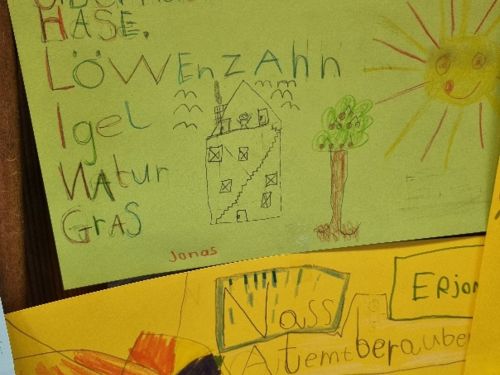 HASE.
LÖWENZAHN
Igel
NAtur
GrAS
Jonas
Nass
Erjon
Atemberaube